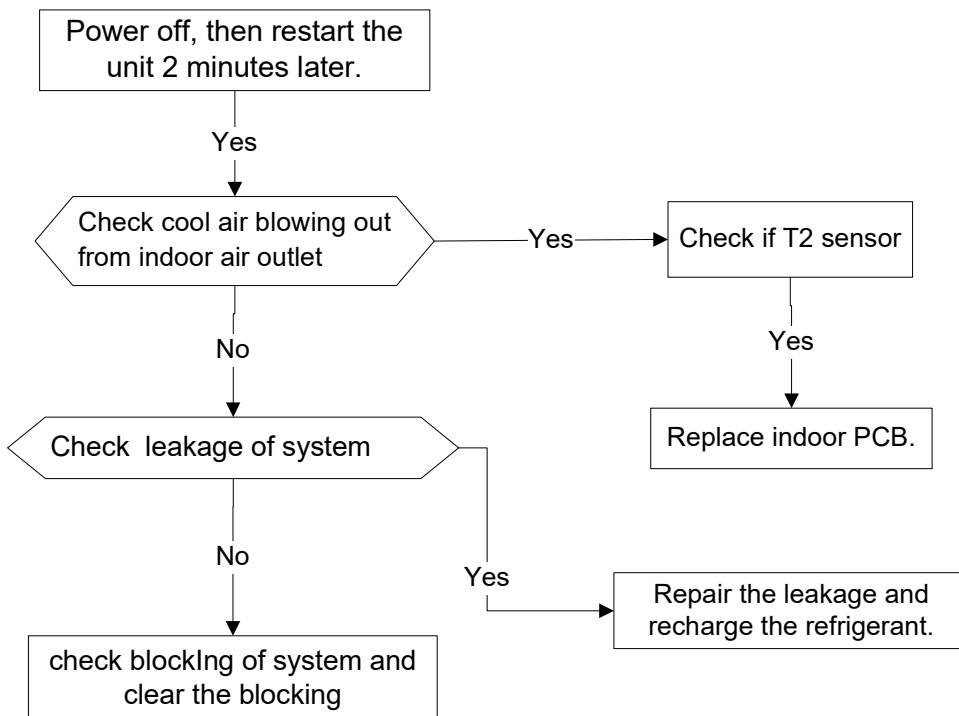 Power off, then restart the
unit 2 minutes later.
Yes
Check cool air blowing out
from indoor air outlet
Yes
Check if T2 sensor
Yes
Replace indoor PCB.
No
Check  leakage of system
No
Yes
Repair the leakage and
recharge the refrigerant.
check blockIng of system and
clear the blocking